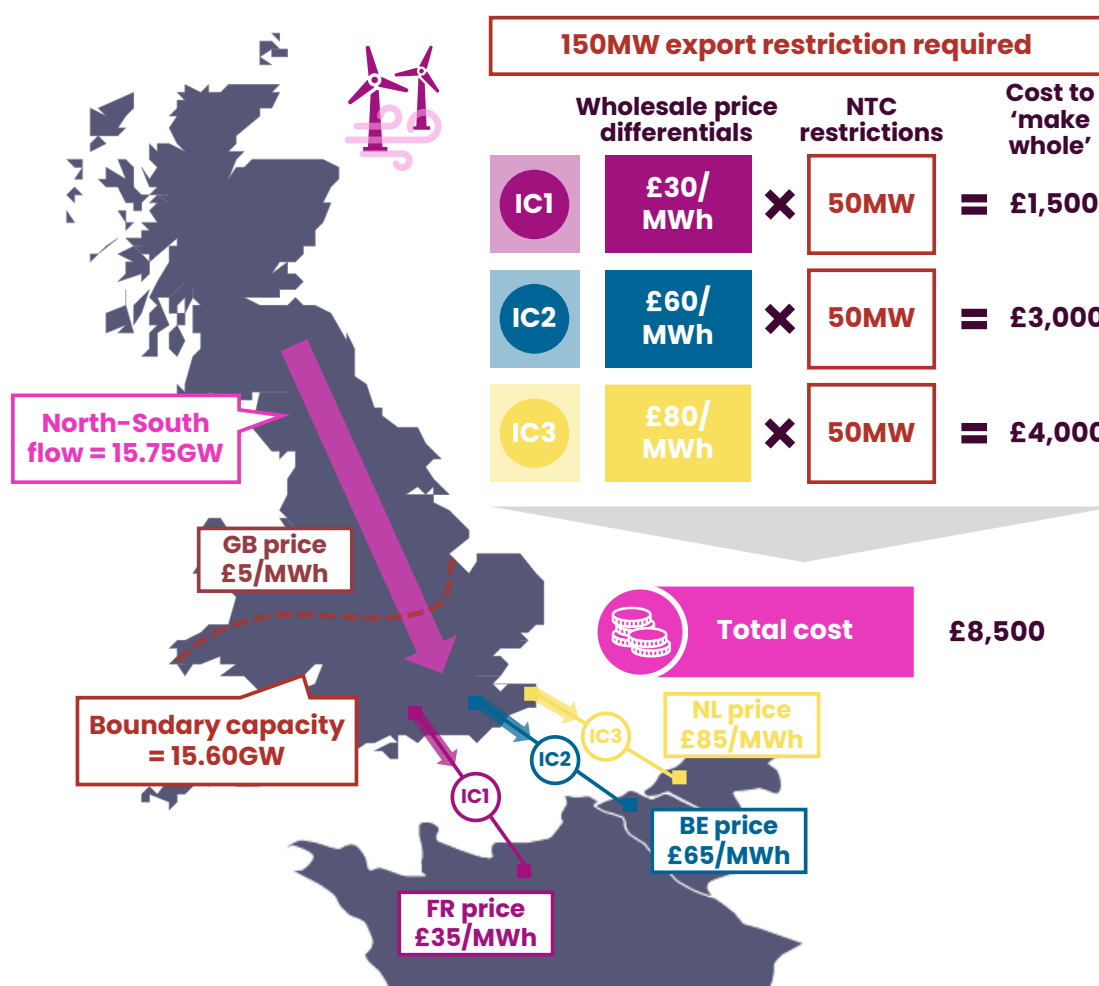 150MW export restriction required
Wholesale price
differentials
NTC
restrictions
Cost to
‘make
whole’
IC1
£30/
MWh
×
50MW
=
£1,500
IC2
£60/
MWh
×
50MW
=
£3,000
IC3
£80/
MWh
×
50MW
=
£4,000
North-South
flow = 15.75GW
GB price
£5/MWh
Total cost
£8,500
Boundary capacity
= 15.60GW
NL price
£85/MWh
IC3
IC2
IC1
BE price
£65/MWh
FR price
£35/MWh